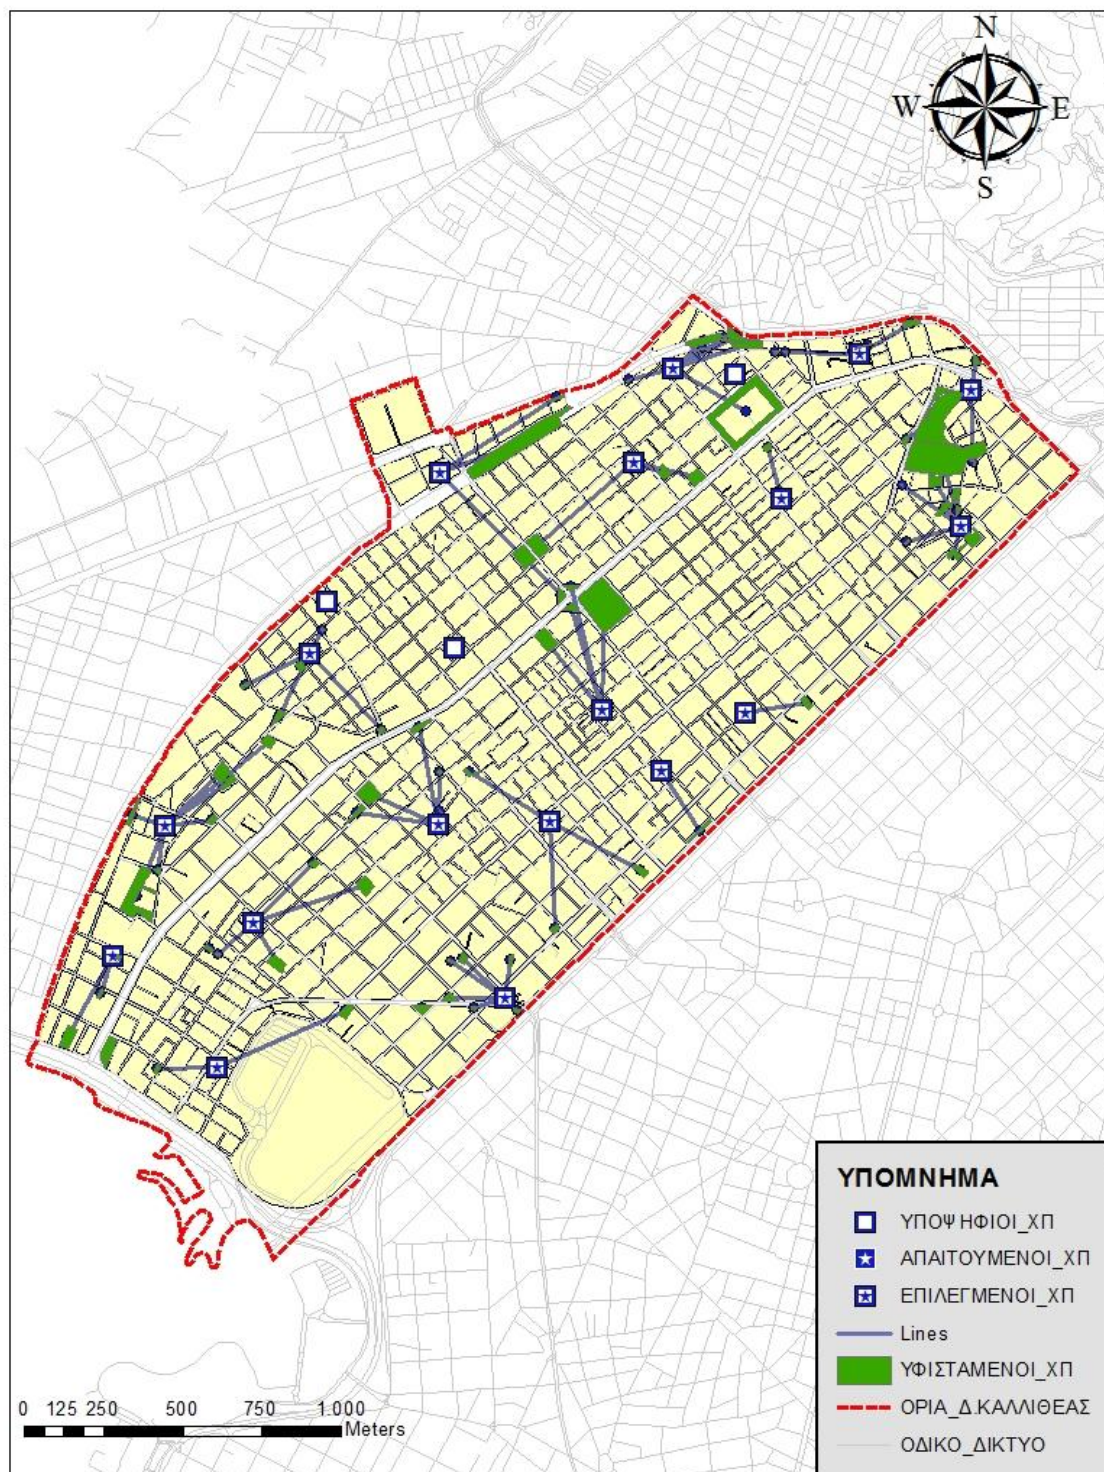 N
W E
S
ΥΠΟΜΝΗΜΑ
ΥΠΟΨΗΦΙΟΙ_ΧΠ
ΑΠΑΙΤΟΥΜΕΝΟΙ_ΧΠ
ΕΠΙΛΕΓΜΕΝΟΙ_ΧΠ
Lines
ΥΦΙΣΤΑΜΕΝΟΙ_ΧΠ
ΟΡΙΑ_Δ.ΚΑΛΛΙΘΕΑΣ
ΟΔΙΚΟ_ΔΙΚΤΥΟ
0 125 250 500 750 1.000
Meters